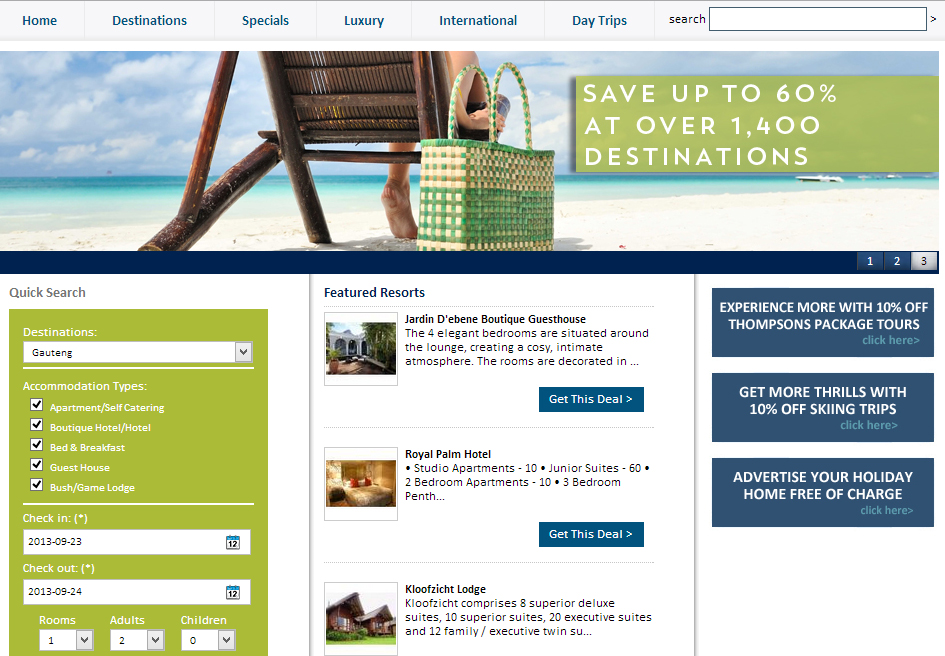 Home Destinations Specials Luxury International Day Trips search >
SAVE UP TO 60%
AT OVER 1,400
DESTINATIONS
1 2 3
Quick Search
Destinations:
Gauteng
Accommodation Types:
Apartment/Self Catering
Boutique Hotel/Hotel
Bed & Breakfast
Guest House
Bush/Game Lodge
Check in: (*)
2013-09-23
12
Check out: (*)
2013-09-24
12
Rooms Adults Children
1 2 0
Featured Resorts
Jardin D'ebene Boutique Guesthouse
The 4 elegant bedrooms are situated around
the lounge, creating a cosy, intimate
atmosphere. The rooms are decorated in ...
Get This Deal >
Royal Palm Hotel
• Studio Apartments - 10 • Junior Suites - 60 •
2 Bedroom Apartments - 10 • 3 Bedroom
Penth...
Get This Deal >
Kloofzicht Lodge
Kloofzicht comprises 8 superior deluxe
suites, 10 superior suites, 20 executive suites
and 12 family / executive twin su...
EXPERIENCE MORE WITH 10% OFF
THOMPSONS PACKAGE TOURS
click here>
GET MORE THRILLS WITH
10% OFF SKIING TRIPS
click here>
ADVERTISE YOUR HOLIDAY
HOME FREE OF CHARGE
click here>